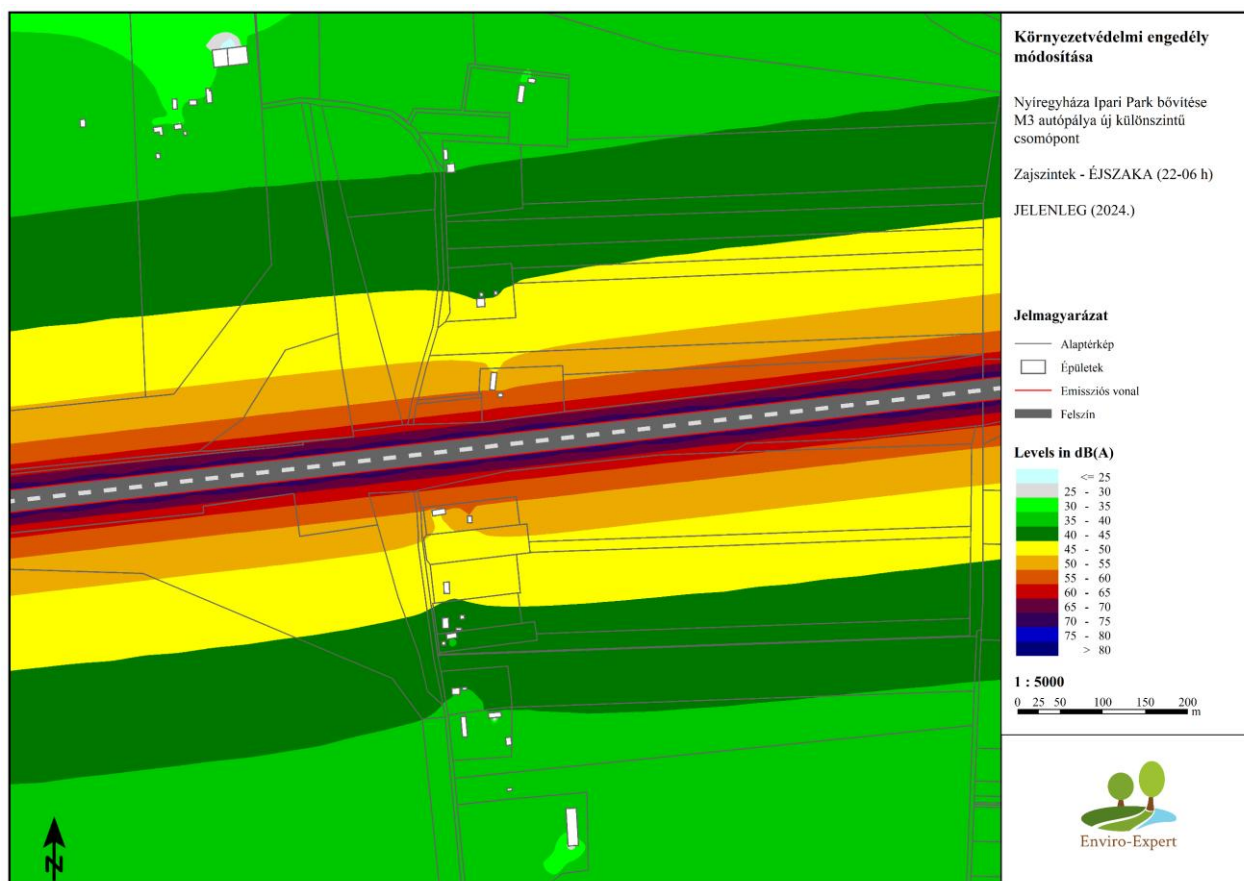 Környezetvédelmi engedély
módosítása
Nyíregyháza Ipari Park bővítése
M3 autópálya új különszintű
csomópont
Zajszintek - ÉJSZAKA (22-06 h)
JELENLEG (2024.)
Jelmagyarázat
Alaptérkép
Épületek
Emissziós vonal
Felszín
Levels in dB(A)
<= 25
25 - 30
30 - 35
35 - 40
40 - 45
45 - 50
50 - 55
55 - 60
60 - 65
65 - 70
70 - 75
75 - 80
> 80
1 : 5000
0 25 50 100 150 200
m
Enviro-Expert
N